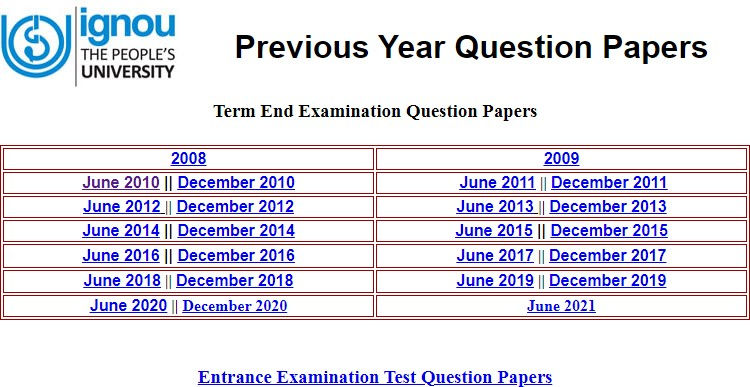 ignou
THE PEOPLE'S
UNIVERSITY
Previous Year Question Papers
Term End Examination Question Papers
2008 2009
June 2010 || December 2010 June 2011 || December 2011
June 2012 || December 2012 June 2013 || December 2013
June 2014 || December 2014 June 2015 || December 2015
June 2016 || December 2016 June 2017 || December 2017
June 2018 || December 2018 June 2019 || December 2019
June 2020 || December 2020 June 2021
Entrance Examination Test Question Papers